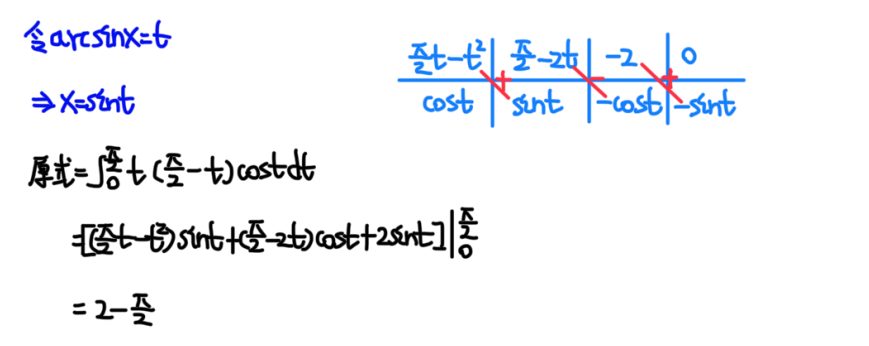 令arcsinx=t
⇒x=sint
π/2 t-t² | π/2-2t | -2 | 0
cost | sint | -cost | -sint
+ - +
原式=∫₀^(π/2) t(π/2-t)costdt
=[(π/2 t-t²)sint+(π/2-2t)cost+2sint]|₀^(π/2)
=2-π/2